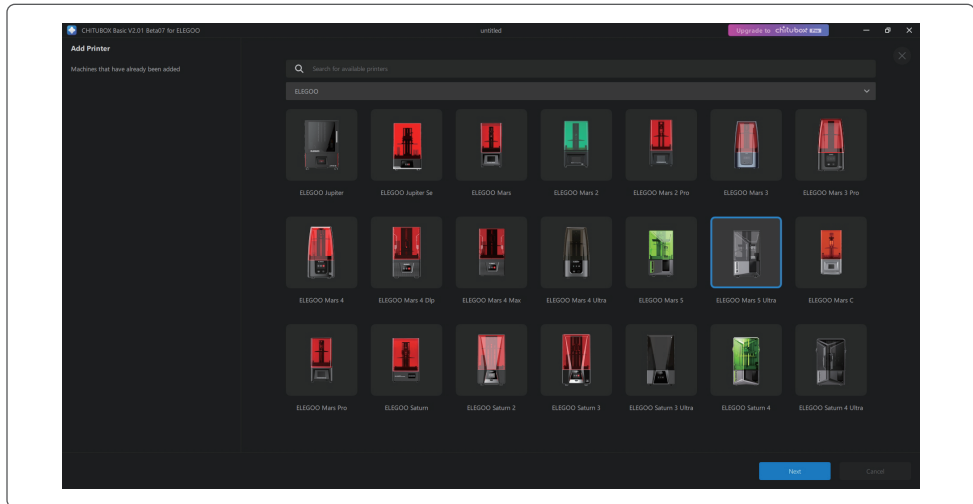 CHITUBOX Basic V2.01 Beta07 for ELEGOO untitled Upgrade to chitubox PRO
Add Printer
Machines that have already been added
Search for available printers
ELEGOO
ELEGOO Jupiter ELEGOO Jupiter Se ELEGOO Mars ELEGOO Mars 2 ELEGOO Mars 2 Pro ELEGOO Mars 3 ELEGOO Mars 3 Pro
ELEGOO Mars 4 ELEGOO Mars 4 Dlp ELEGOO Mars 4 Max ELEGOO Mars 4 Ultra ELEGOO Mars 5 ELEGOO Mars 5 Ultra ELEGOO Mars C
ELEGOO Mars Pro ELEGOO Saturn ELEGOO Saturn 2 ELEGOO Saturn 3 ELEGOO Saturn 3 Ultra ELEGOO Saturn 4 ELEGOO Saturn 4 Ultra
Next Cancel